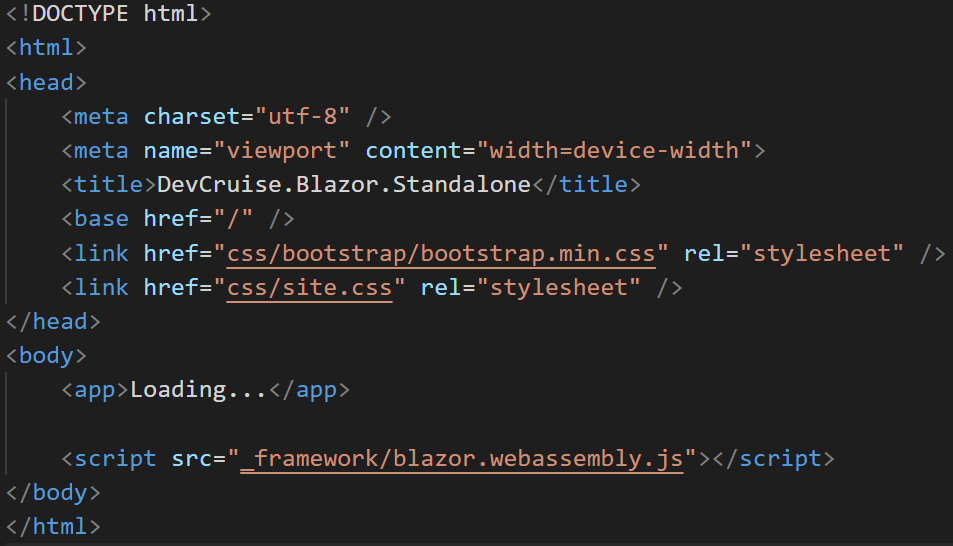 <!DOCTYPE html>
<html>
<head>
    <meta charset="utf-8" />
    <meta name="viewport" content="width=device-width">
    <title>DevCruise.Blazor.Standalone</title>
    <base href="/" />
    <link href="css/bootstrap/bootstrap.min.css" rel="stylesheet" />
    <link href="css/site.css" rel="stylesheet" />
</head>
<body>
    <app>Loading...</app>

    <script src="_framework/blazor.webassembly.js"></script>
</body>
</html>